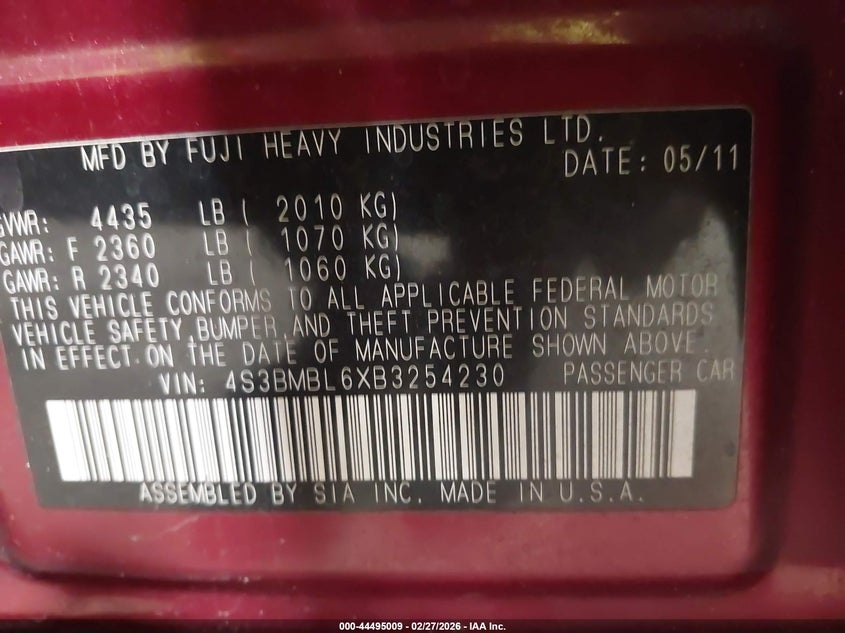 MFD BY FUJI HEAVY INDUSTRIES LTD.
DATE: 05/11
GVWR: 4435 LB ( 2010 KG)
GAWR: F 2360 LB ( 1070 KG)
GAWR: R 2340 LB ( 1060 KG)
THIS VEHICLE CONFORMS TO ALL APPLICABLE FEDERAL MOTOR
VEHICLE SAFETY, BUMPER, AND THEFT PREVENTION STANDARDS
IN EFFECT ON THE DATE OF MANUFACTURE SHOWN ABOVE.
VIN: 4S3BMBL6XB3254230 PASSENGER CAR
ASSEMBLED BY SIA INC. MADE IN U.S.A.
000-44495009 - 02/27/2026 - IAA Inc.